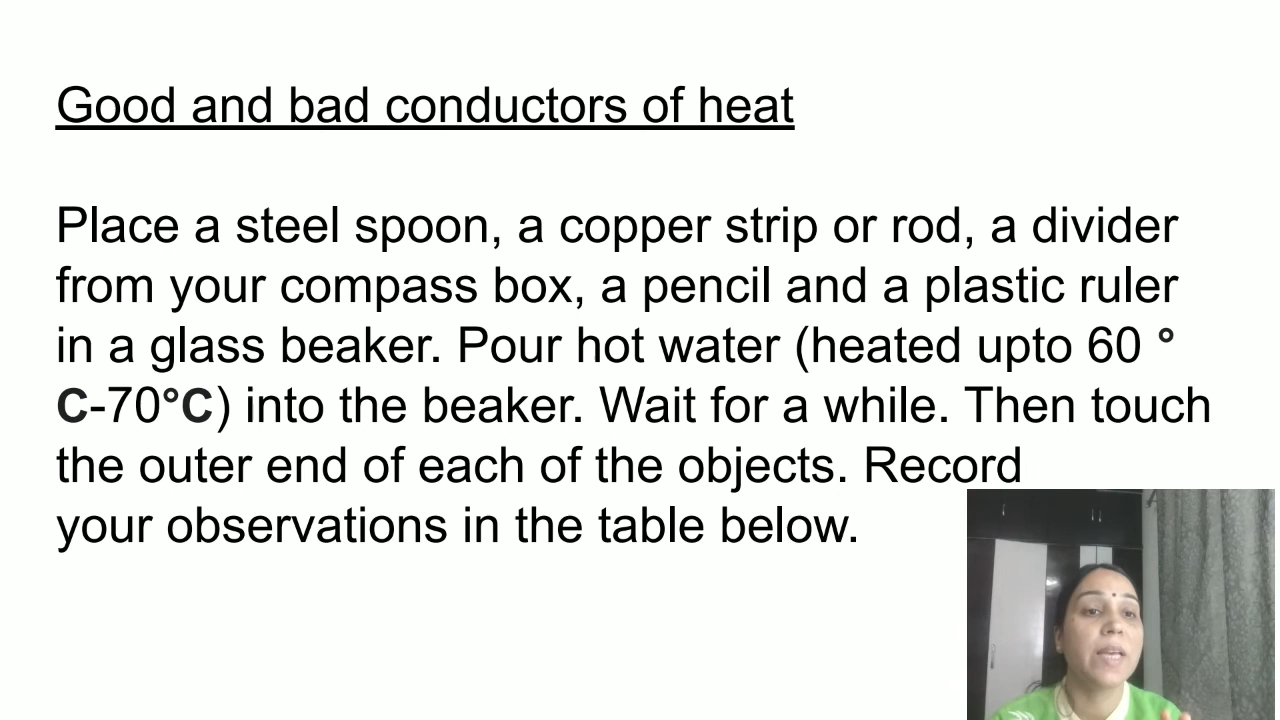 Good and bad conductors of heat
Place a steel spoon, a copper strip or rod, a divider
from your compass box, a pencil and a plastic ruler
in a glass beaker. Pour hot water (heated upto 60 °
C-70°C) into the beaker. Wait for a while. Then touch
the outer end of each of the objects. Record
your observations in the table below.